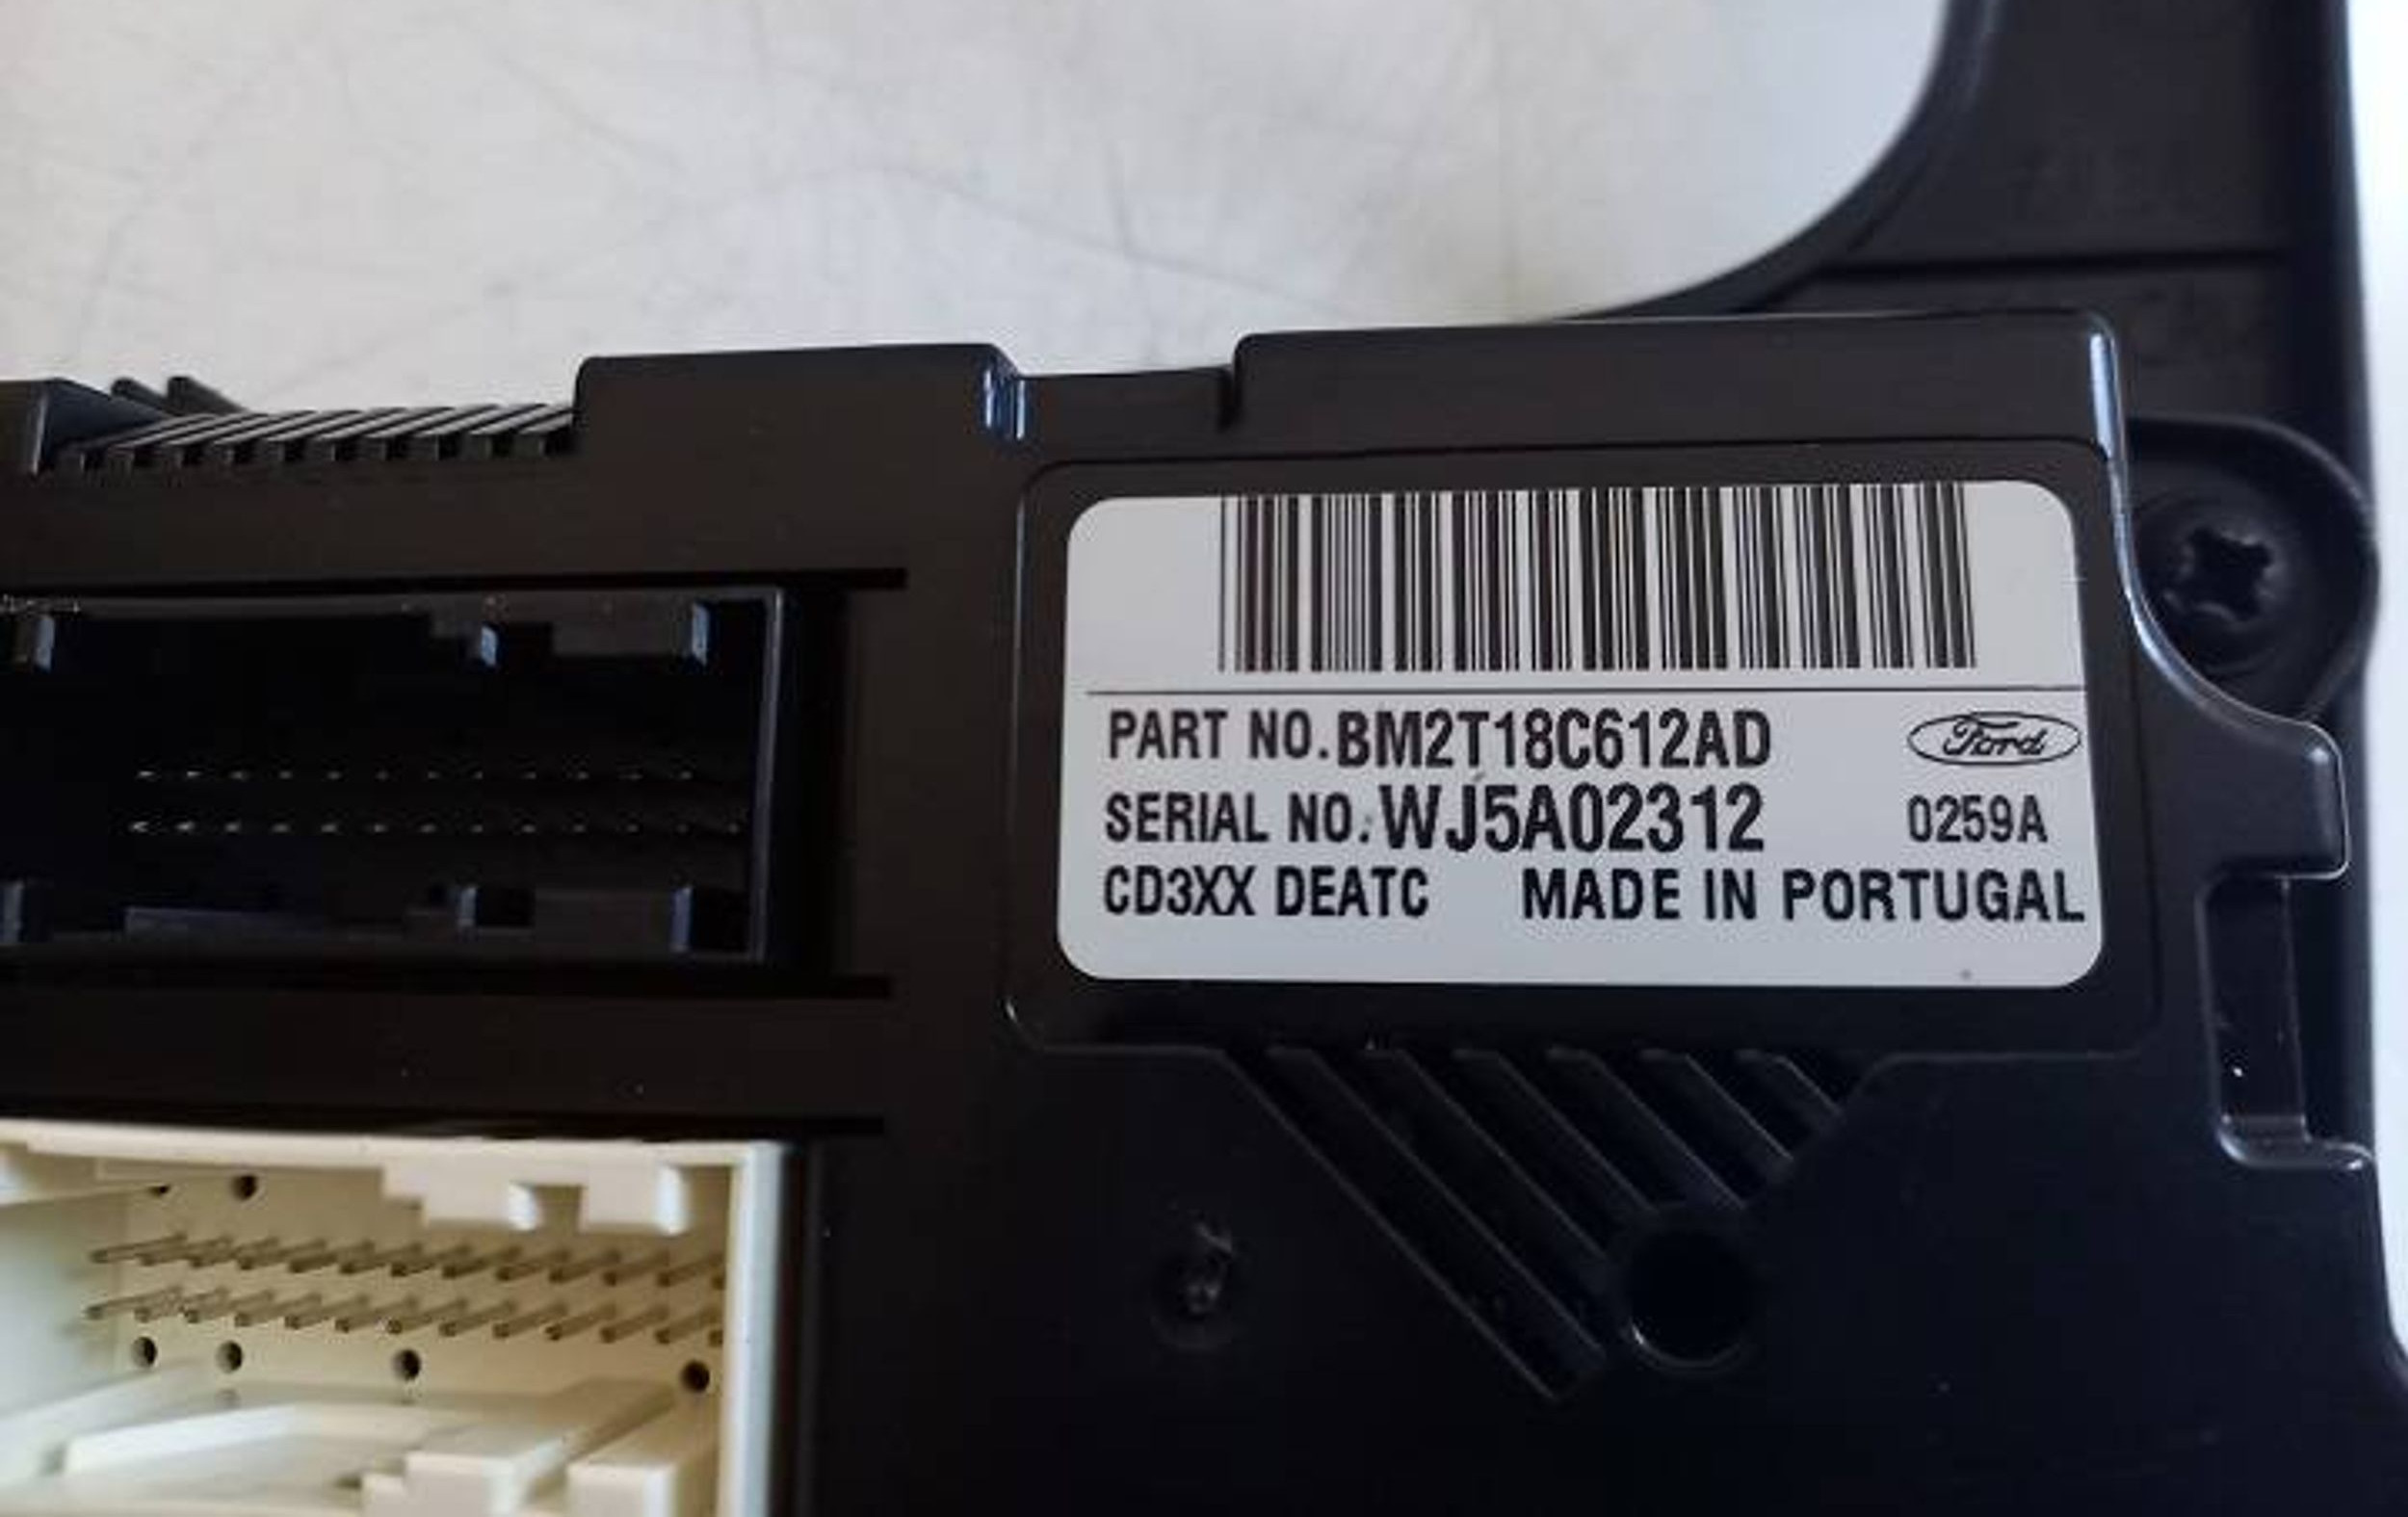 PART NO. BM2T18C612AD Ford
SERIAL NO. WJ5A02312 0259A
CD3XX DEATC MADE IN PORTUGAL